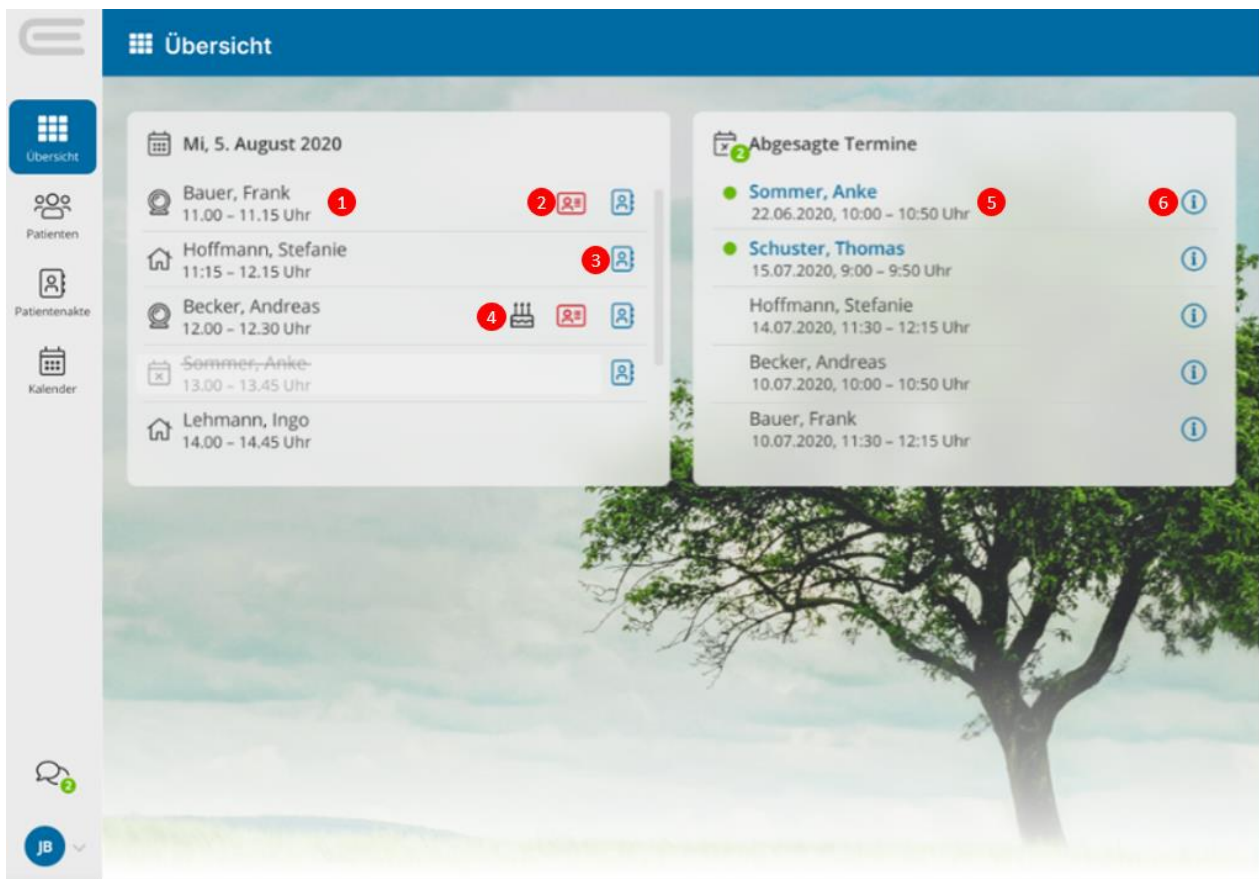 Übersicht
Übersicht
Patienten
Patientenakte
Kalender
2
JB
Mi, 5. August 2020
Bauer, Frank
11.00 – 11.15 Uhr
1
2
Hoffmann, Stefanie
11:15 – 12.15 Uhr
3
Becker, Andreas
12.00 – 12.30 Uhr
4
Sommer, Anke
13.00 – 13.45 Uhr
Lehmann, Ingo
14.00 – 14.45 Uhr
2
Abgesagte Termine
Sommer, Anke
22.06.2020, 10:00 – 10:50 Uhr
5
6
Schuster, Thomas
15.07.2020, 9:00 – 9:50 Uhr
Hoffmann, Stefanie
14.07.2020, 11:30 – 12:15 Uhr
Becker, Andreas
10.07.2020, 10:00 – 10:50 Uhr
Bauer, Frank
10.07.2020, 11:30 – 12:15 Uhr